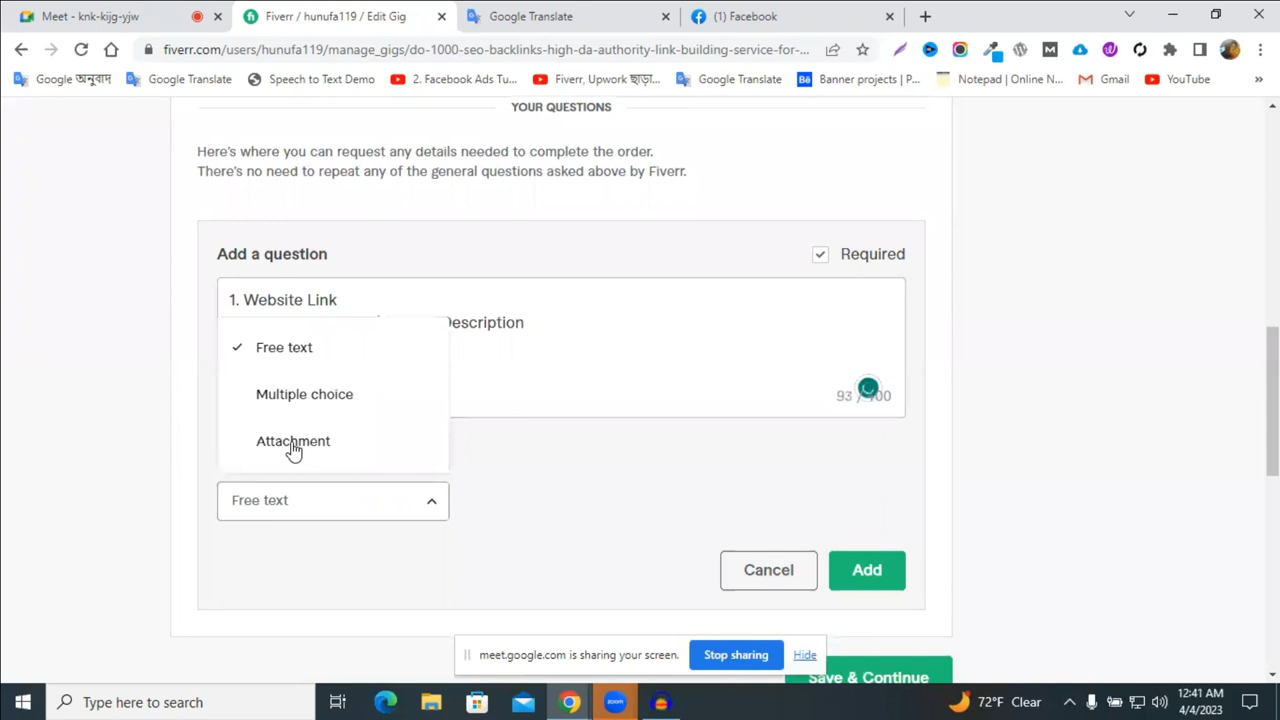 Meet - knk-kijg-yjw
Fiverr / hunufa119 / Edit Gig
Google Translate
(1) Facebook
fiverr.com/users/hunufa119/manage_gigs/do-1000-seo-backlinks-high-da-authority-link-building-service-for-...
Google অনুবাদ
Google Translate
Speech to Text Demo
2. Facebook Ads Tu...
Fiverr, Upwork ছাড়া...
Google Translate
Banner projects | P...
Notepad | Online N...
Gmail
YouTube
YOUR QUESTIONS
Here's where you can request any details needed to complete the order.
There's no need to repeat any of the general questions asked above by Fiverr.
Add a question
Required
1. Website Link
Description
Free text
Multiple choice
93 / 400
Attachment
Free text
Cancel
Add
meet.google.com is sharing your screen.
Stop sharing
Hide
Save & Continue
Type here to search
72°F Clear
12:41 AM
4/4/2023